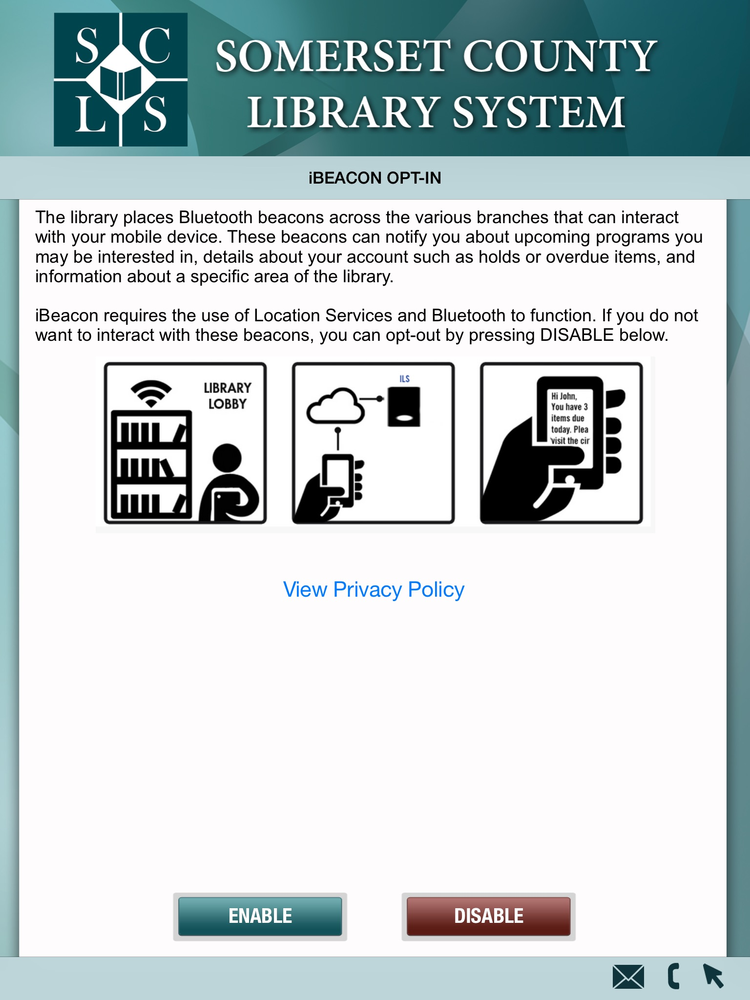 S C
L S
SOMERSET COUNTY
LIBRARY SYSTEM
iBEACON OPT-IN
The library places Bluetooth beacons across the various branches that can interact
with your mobile device. These beacons can notify you about upcoming programs you
may be interested in, details about your account such as holds or overdue items, and
information about a specific area of the library.
iBeacon requires the use of Location Services and Bluetooth to function. If you do not
want to interact with these beacons, you can opt-out by pressing DISABLE below.
LIBRARY
LOBBY
ILS
Hi John,
You have 3
items due
today. Plea
visit the cir
View Privacy Policy
ENABLE
DISABLE